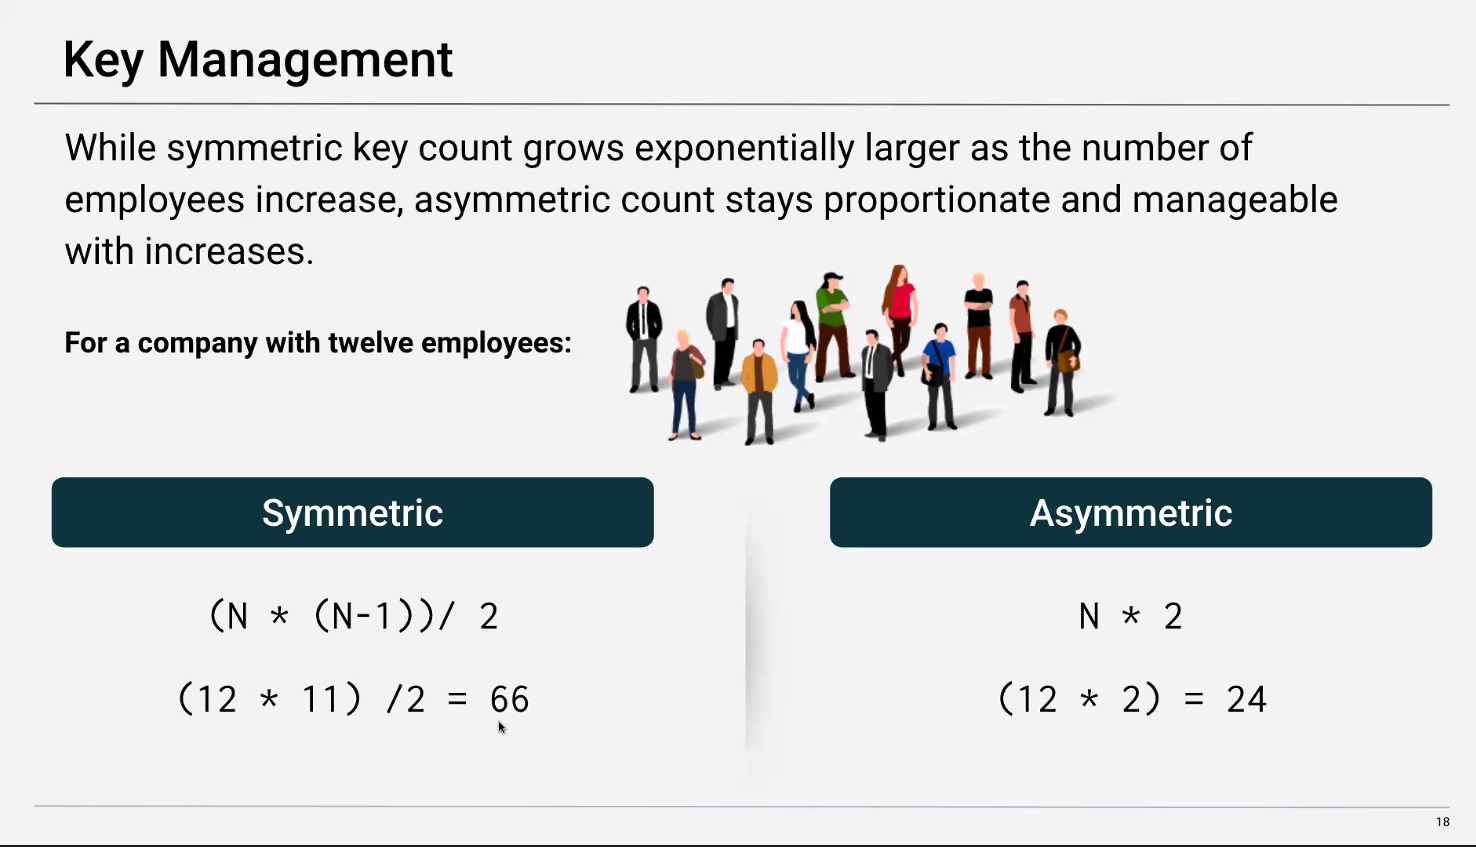 Key Management
While symmetric key count grows exponentially larger as the number of
employees increase, asymmetric count stays proportionate and manageable
with increases.
For a company with twelve employees:
Symmetric
(N * (N-1))/ 2
(12 * 11) /2 = 66
Asymmetric
N * 2
(12 * 2) = 24
18